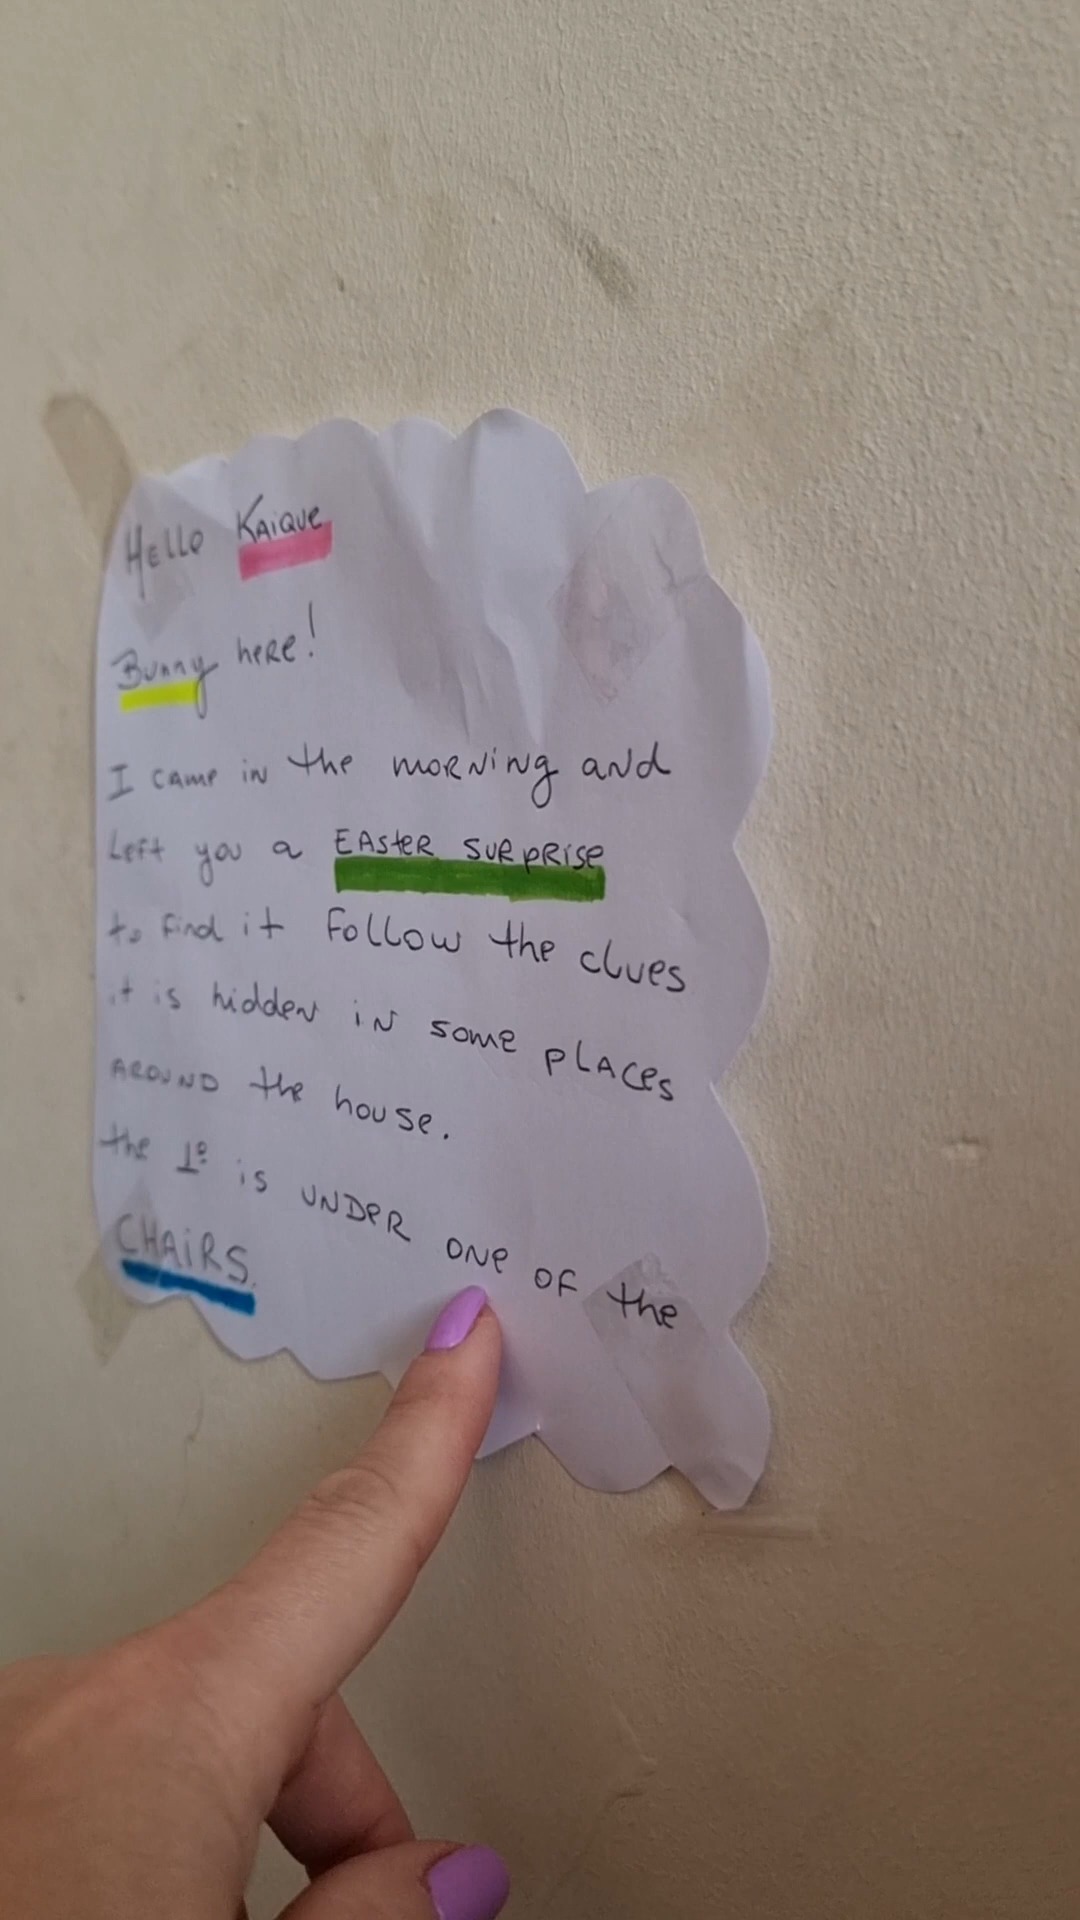 HELLO KAIQUE
Bunny here!
I came in the morning and
Left you a EASTER SURPRISE
to find it Follow the clues
it is hidden in some places
AROUND the house.
the 1º is UNDER ONE OF the
CHAIRS.